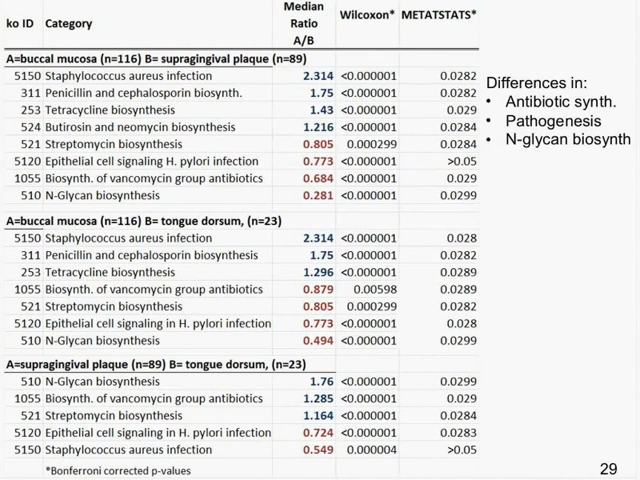 ko ID Category Median Ratio A/B Wilcoxon* METATSTATS*
A=buccal mucosa (n=116) B= supragingival plaque (n=89)
5150 Staphylococcus aureus infection 2.314 <0.000001 0.0282
311 Penicillin and cephalosporin biosynth. 1.75 <0.000001 0.0282
253 Tetracycline biosynthesis 1.43 <0.000001 0.029
524 Butirosin and neomycin biosynthesis 1.216 <0.000001 0.0284
521 Streptomycin biosynthesis 0.805 0.000299 0.0284
5120 Epithelial cell signaling H. pylori infection 0.773 <0.000001 >0.05
1055 Biosynth. of vancomycin group antibiotics 0.684 <0.000001 0.029
510 N-Glycan biosynthesis 0.281 <0.000001 0.0299
A=buccal mucosa (n=116) B= tongue dorsum, (n=23)
5150 Staphylococcus aureus infection 2.314 <0.000001 0.028
311 Penicillin and cephalosporin biosynthesis 1.75 <0.000001 0.0282
253 Tetracycline biosynthesis 1.296 <0.000001 0.0289
1055 Biosynth. of vancomycin group antibiotics 0.879 0.00598 0.0289
521 Streptomycin biosynthesis 0.805 0.000299 0.0282
5120 Epithelial cell signaling in H. pylori infection 0.773 <0.000001 0.028
510 N-Glycan biosynthesis 0.494 <0.000001 0.0299
A=supragingival plaque (n=89) B= tongue dorsum, (n=23)
510 N-Glycan biosynthesis 1.76 <0.000001 0.0299
1055 Biosynth. of vancomycin group antibiotics 1.285 <0.000001 0.029
521 Streptomycin biosynthesis 1.164 <0.000001 0.0284
5120 Epithelial cell signaling in H. pylori infection 0.724 <0.000001 0.0283
5150 Staphylococcus aureus infection 0.549 0.000004 >0.05
*Bonferroni corrected p-values
Differences in:
• Antibiotic synth.
• Pathogenesis
• N-glycan biosynth
29